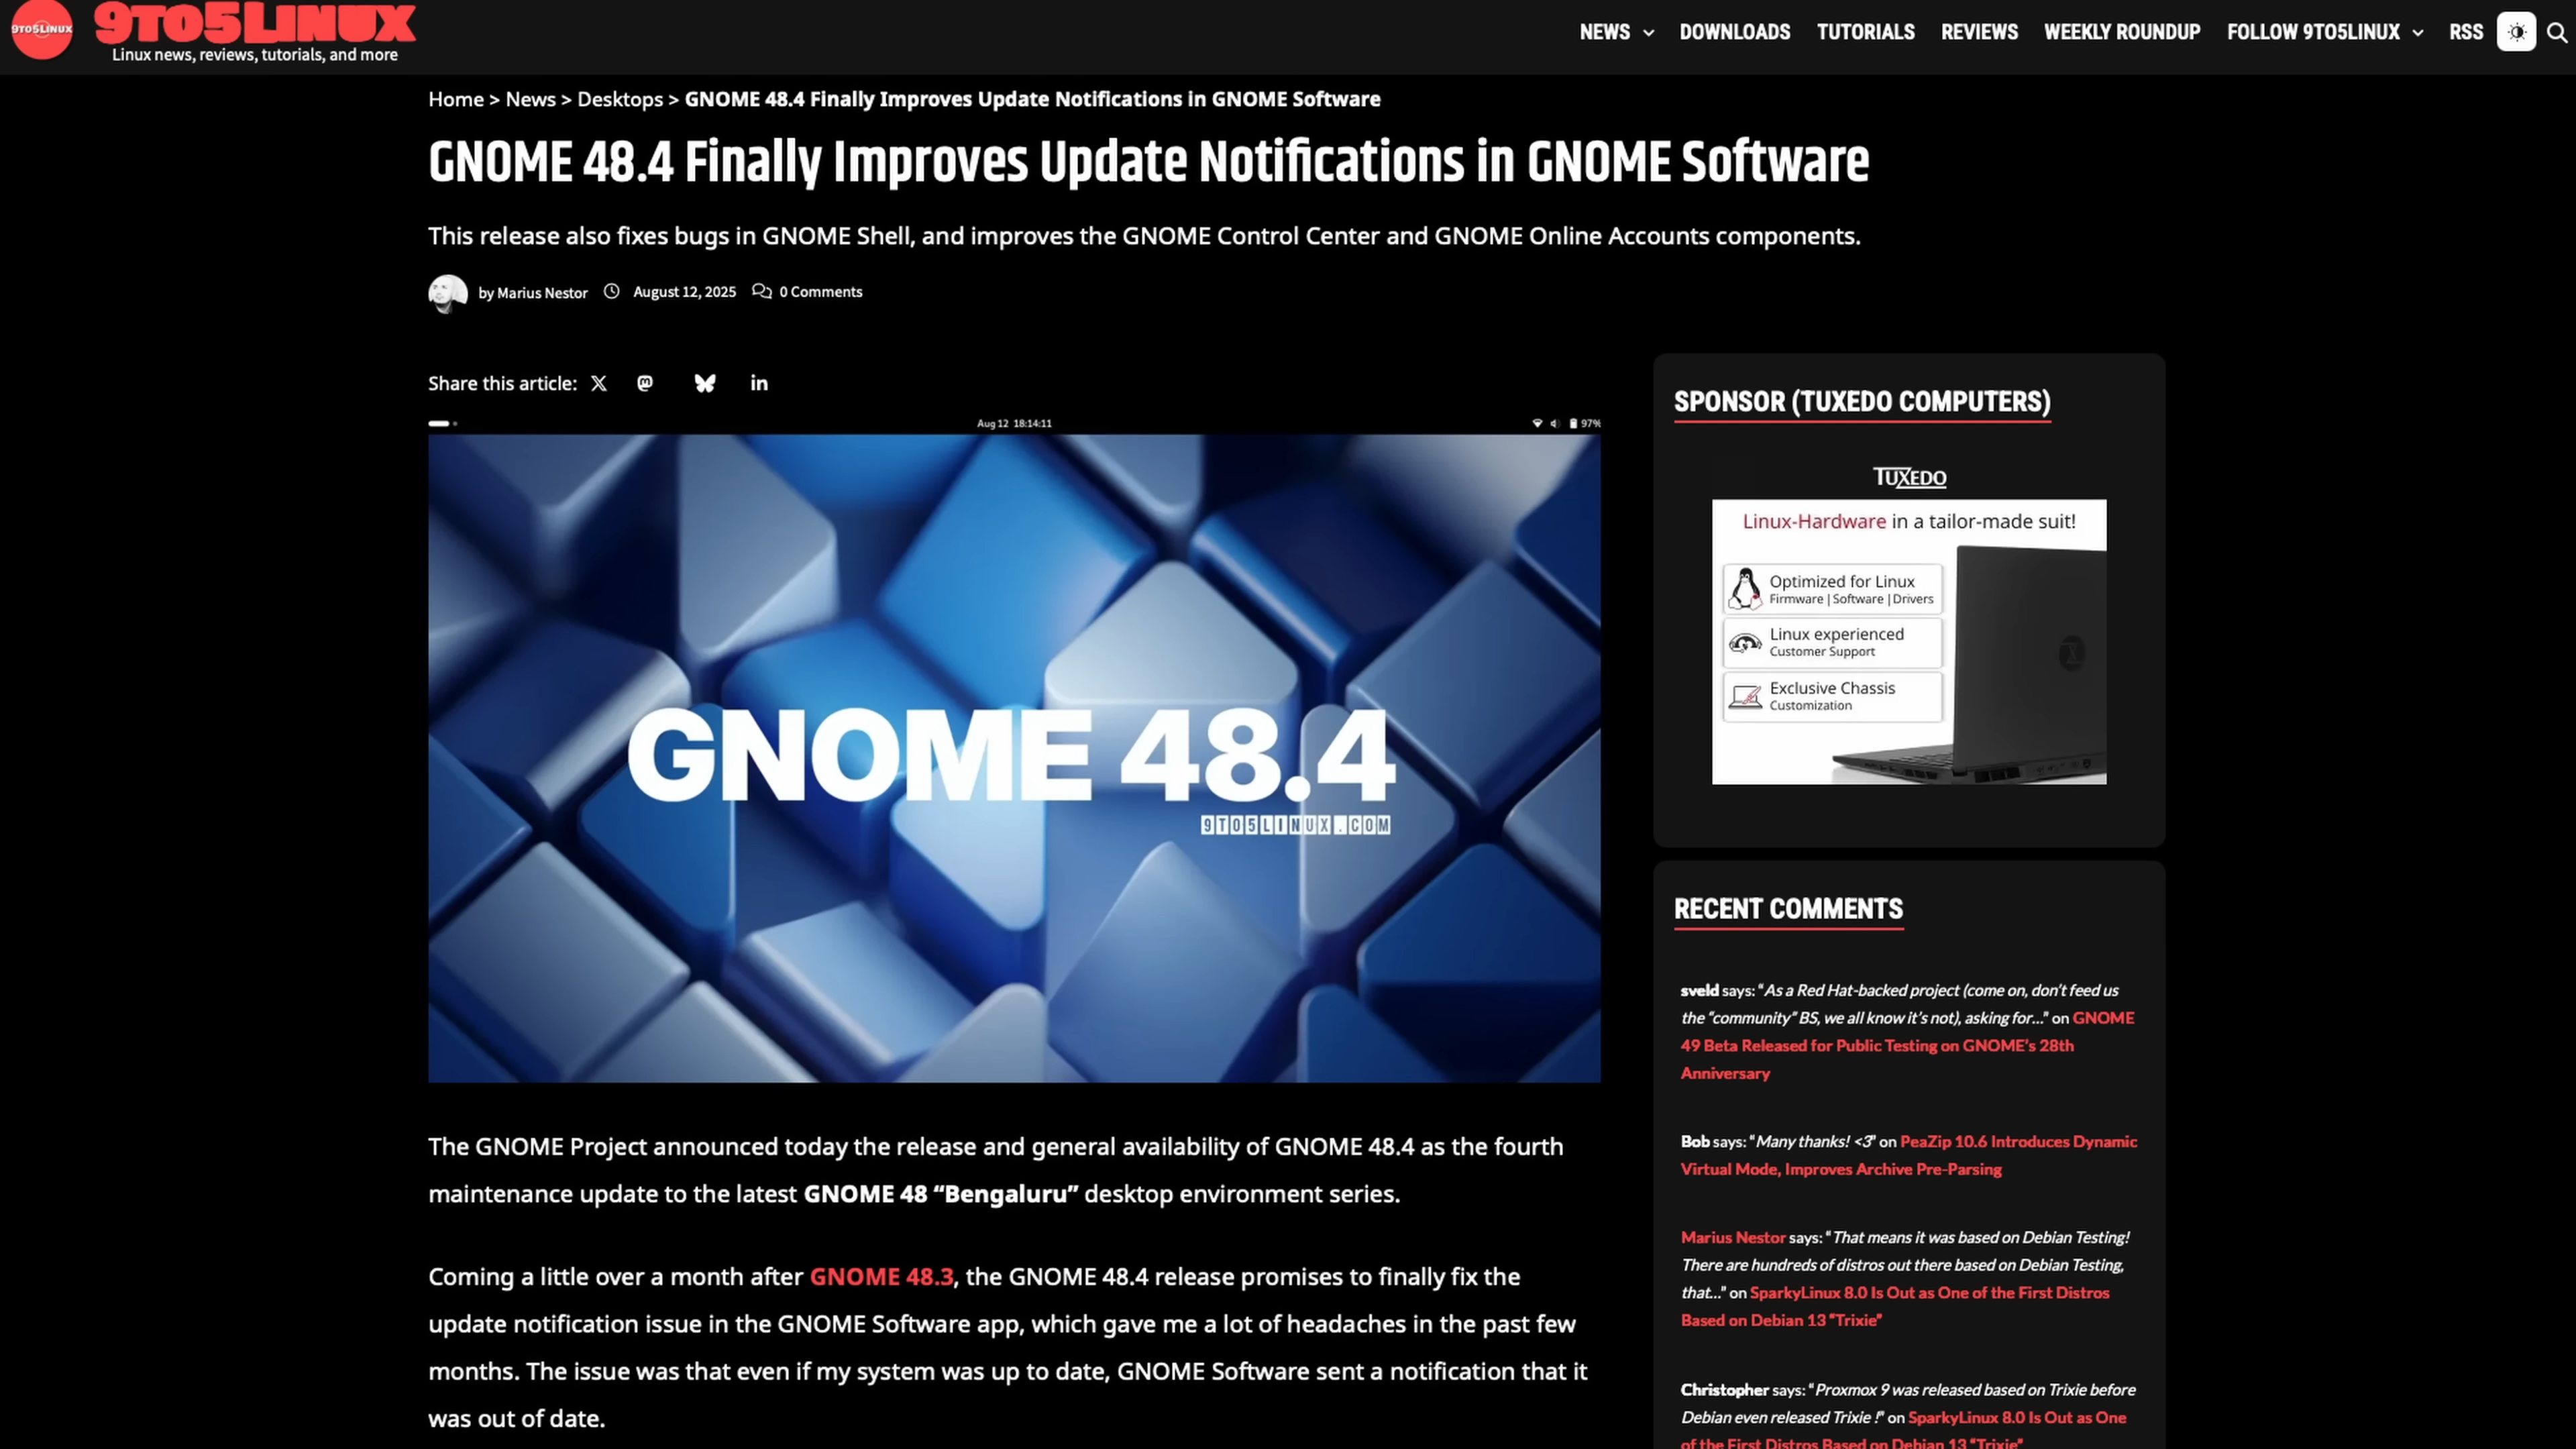 9TO5LINUX
9TO5LINUX
Linux news, reviews, tutorials, and more
NEWS DOWNLOADS TUTORIALS REVIEWS WEEKLY ROUNDUP FOLLOW 9TO5LINUX RSS
Home > News > Desktops > GNOME 48.4 Finally Improves Update Notifications in GNOME Software
GNOME 48.4 Finally Improves Update Notifications in GNOME Software
This release also fixes bugs in GNOME Shell, and improves the GNOME Control Center and GNOME Online Accounts components.
by Marius Nestor August 12, 2025 0 Comments
Share this article:
Aug 12 18:14:11 97%
GNOME 48.4
9TO5LINUX.COM
The GNOME Project announced today the release and general availability of GNOME 48.4 as the fourth
maintenance update to the latest GNOME 48 “Bengaluru” desktop environment series.
Coming a little over a month after GNOME 48.3, the GNOME 48.4 release promises to finally fix the
update notification issue in the GNOME Software app, which gave me a lot of headaches in the past few
months. The issue was that even if my system was up to date, GNOME Software sent a notification that it
was out of date.
SPONSOR (TUXEDO COMPUTERS)
TUXEDO
Linux-Hardware in a tailor-made suit!
Optimized for Linux
Firmware | Software | Drivers
Linux experienced
Customer Support
Exclusive Chassis
Customization
RECENT COMMENTS
sveld says: “As a Red Hat-backed project (come on, don’t feed us
the “community” BS, we all know it’s not), asking for…” on GNOME
49 Beta Released for Public Testing on GNOME’s 28th
Anniversary
Bob says: “Many thanks! <3” on PeaZip 10.6 Introduces Dynamic
Virtual Mode, Improves Archive Pre-Parsing
Marius Nestor says: “That means it was based on Debian Testing!
There are hundreds of distros out there based on Debian Testing,
that…” on SparkyLinux 8.0 Is Out as One of the First Distros
Based on Debian 13 “Trixie”
Christopher says: “Proxmox 9 was released based on Trixie before
Debian even released Trixie !” on SparkyLinux 8.0 Is Out as One
of the First Distros Based on Debian 13 “Trixie”